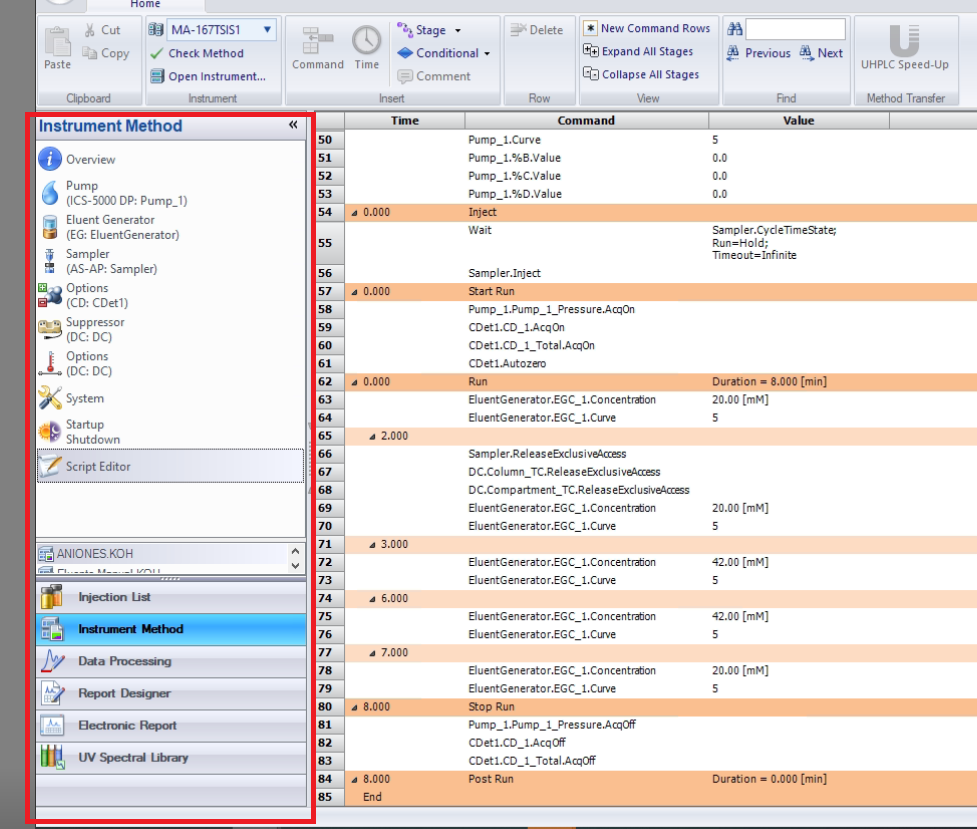 Home
Paste
Cut
Copy
Clipboard
MA-167TSIS1
Check Method
Open Instrument...
Instrument
Command
Time
Stage
Conditional
Comment
Insert
Delete
Row
New Command Rows
Expand All Stages
Collapse All Stages
View
Previous Next
Find
UHPLC Speed-Up
Method Transfer
Instrument Method «
Overview
Pump
(ICS-5000 DP: Pump_1)
Eluent Generator
(EG: EluentGenerator)
Sampler
(AS-AP: Sampler)
Options
(CD: CDet1)
Suppressor
(DC: DC)
Options
(DC: DC)
System
Startup
Shutdown
Script Editor
ANIONES.KOH
Eluente Manual.KOH
Injection List
Instrument Method
Data Processing
Report Designer
Electronic Report
UV Spectral Library
Time Command Value
50 Pump_1.Curve 5
51 Pump_1.%B.Value 0.0
52 Pump_1.%C.Value 0.0
53 Pump_1.%D.Value 0.0
54 0.000 Inject
55 Wait Sampler.CycleTimeState;
Run=Hold;
Timeout=Infinite
56 Sampler.Inject
57 0.000 Start Run
58 Pump_1.Pump_1_Pressure.AcqOn
59 CDet1.CD_1.AcqOn
60 CDet1.CD_1_Total.AcqOn
61 CDet1.Autozero
62 0.000 Run Duration = 8.000 [min]
63 EluentGenerator.EGC_1.Concentration 20.00 [mM]
64 EluentGenerator.EGC_1.Curve 5
65 2.000
66 Sampler.ReleaseExclusiveAccess
67 DC.Column_TC.ReleaseExclusiveAccess
68 DC.Compartment_TC.ReleaseExclusiveAccess
69 EluentGenerator.EGC_1.Concentration 20.00 [mM]
70 EluentGenerator.EGC_1.Curve 5
71 3.000
72 EluentGenerator.EGC_1.Concentration 42.00 [mM]
73 EluentGenerator.EGC_1.Curve 5
74 6.000
75 EluentGenerator.EGC_1.Concentration 42.00 [mM]
76 EluentGenerator.EGC_1.Curve 5
77 7.000
78 EluentGenerator.EGC_1.Concentration 20.00 [mM]
79 EluentGenerator.EGC_1.Curve 5
80 8.000 Stop Run
81 Pump_1.Pump_1_Pressure.AcqOff
82 CDet1.CD_1.AcqOff
83 CDet1.CD_1_Total.AcqOff
84 8.000 Post Run Duration = 0.000 [min]
85 End